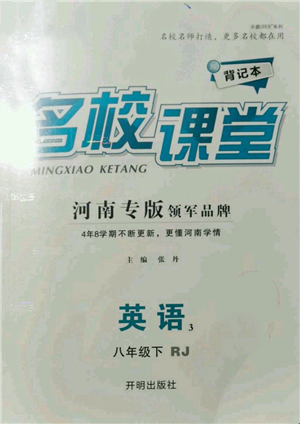 名校名师打造，更多名校都在用
背记本
名校课堂
MINGXIAO KETANG
河南专版 领军品牌
4年8学期不断更新，更懂河南学情
主编 张丹
英语 3
八年级下 RJ
开明出版社